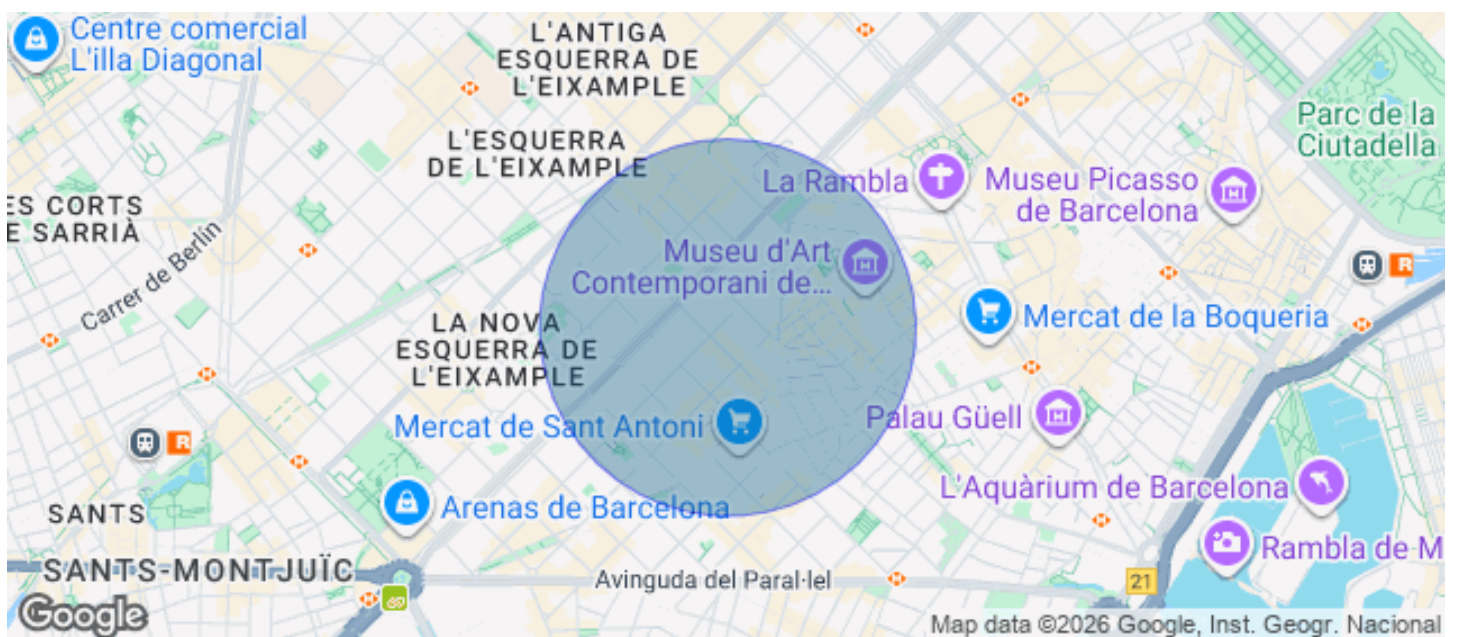 Centre comercial
L'illa Diagonal
L'ANTIGA
ESQUERRA DE
L'EIXAMPLE
Parc de la
Ciutadella
L'ESQUERRA
DE L'EIXAMPLE
La Rambla
Museu Picasso
de Barcelona
ES CORTS
E SARRIÀ
Carrer de Berlín
Museu d'Art
Contemporani de...
R
LA NOVA
ESQUERRA DE
L'EIXAMPLE
Mercat de la Boqueria
Mercat de Sant Antoni
Palau Güell
R
Arenas de Barcelona
L'Aquàrium de Barcelona
SANTS
Rambla de M
SANTS-MONTJUÏC
Avinguda del Paral·lel
21
Google
Map data ©2026 Google, Inst. Geogr. Nacional